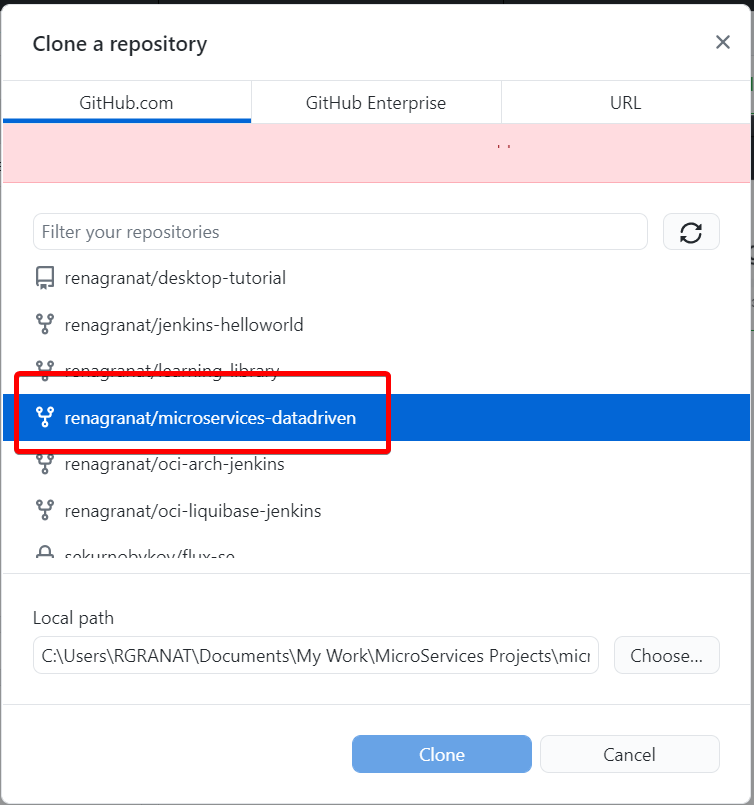 Clone a repository
GitHub.com GitHub Enterprise URL
Filter your repositories
renagranat/desktop-tutorial
renagranat/jenkins-helloworld
renagranat/learning-library
renagranat/microservices-datadriven
renagranat/oci-arch-jenkins
renagranat/oci-liquibase-jenkins
sekurnobykov/flux-se
Local path
C:\Users\RGRANAT\Documents\My Work\MicroServices Projects\micr
Choose...
Clone Cancel